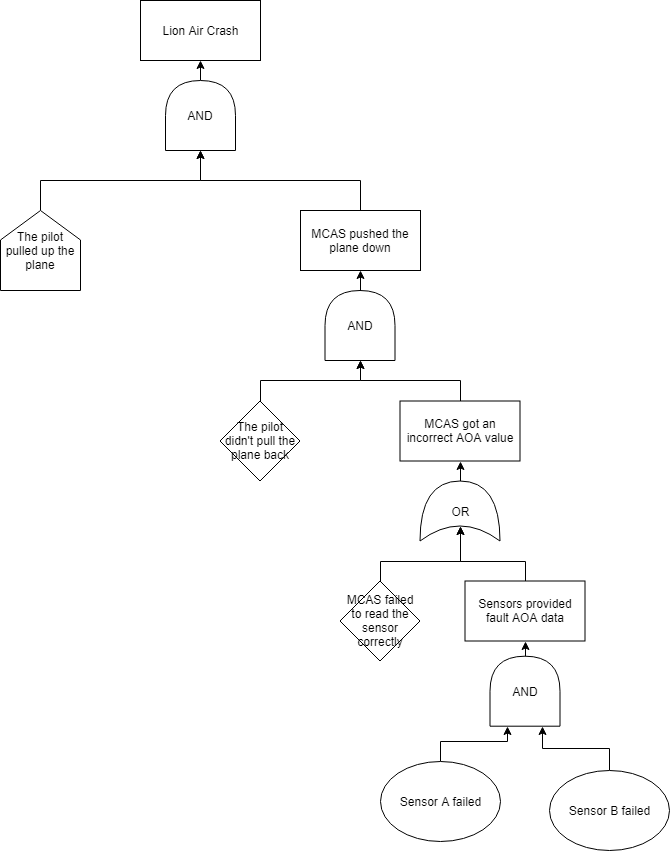 Lion Air Crash
AND
The pilot
pulled up the
plane
MCAS pushed the
plane down
AND
The pilot
didn't pull the
plane back
MCAS got an
incorrect AOA value
OR
MCAS failed
to read the
sensor
correctly
Sensors provided
fault AOA data
AND
Sensor A failed
Sensor B failed